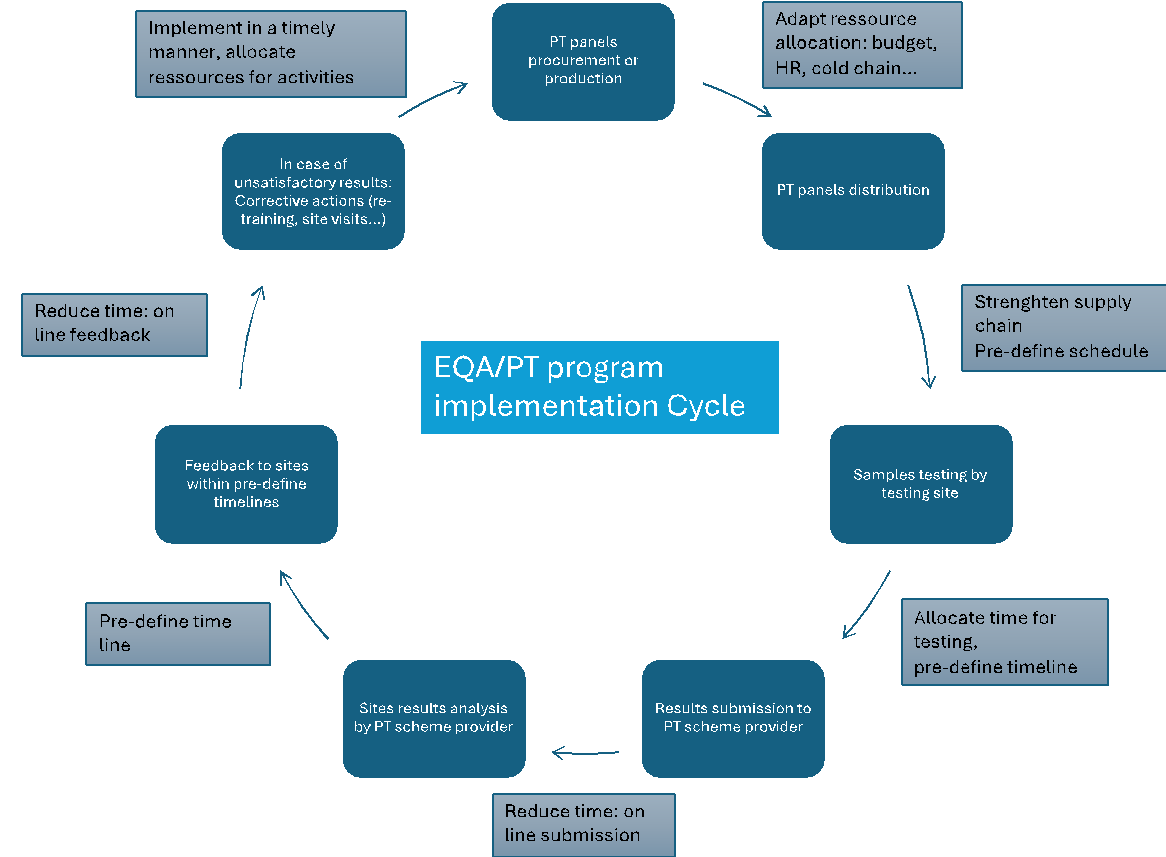 Implement in a timely
manner, allocate
ressources for activities
PT panels
procurement or
production
Adapt ressource
allocation: budget,
HR, cold chain...
In case of
unsatisfactory results:
Corrective actions (re-
training, site visits...)
PT panels distribution
Reduce time: on
line feedback
Strenghten supply
chain
Pre-define schedule
EQA/PT program
implementation Cycle
Feedback to sites
within pre-define
timelines
Samples testing by
testing site
Pre-define time
line
Allocate time for
testing,
pre-define timeline
Sites results analysis
by PT scheme provider
Results submission to
PT scheme provider
Reduce time: on
line submission